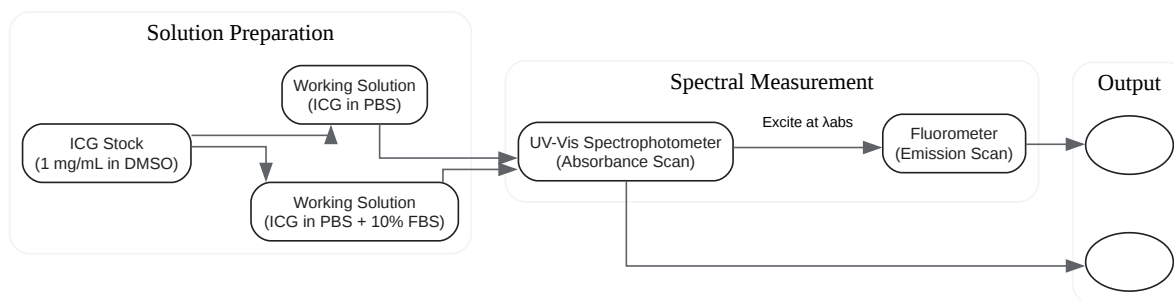 Solution Preparation
Working Solution
(ICG in PBS)
ICG Stock
(1 mg/mL in DMSO)
Working Solution
(ICG in PBS + 10% FBS)
Spectral Measurement
UV-Vis Spectrophotometer
(Absorbance Scan)
Excite at λabs
Fluorometer
(Emission Scan)
Output